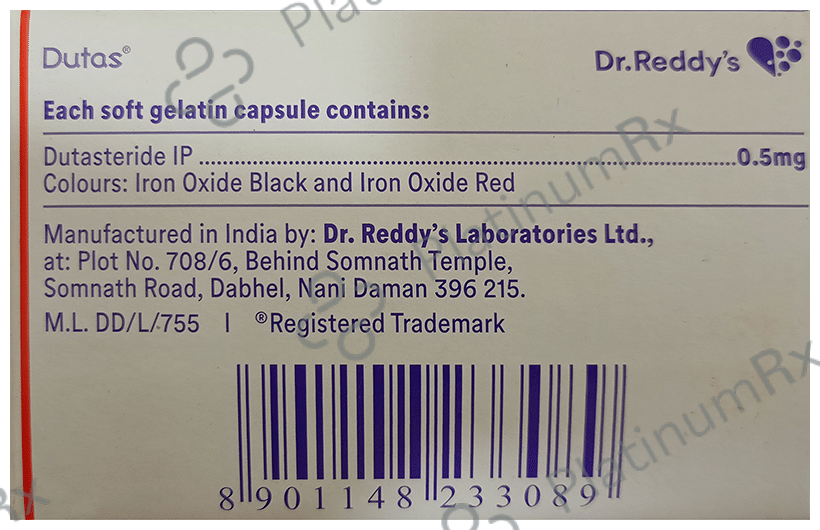 Dutas®
Dr.Reddy's
Each soft gelatin capsule contains:
Dutasteride IP ........................................................................................0.5mg
Colours: Iron Oxide Black and Iron Oxide Red
Manufactured in India by: Dr. Reddy's Laboratories Ltd.,
at: Plot No. 708/6, Behind Somnath Temple,
Somnath Road, Dabhel, Nani Daman 396 215.
M.L. DD/L/755 | ®Registered Trademark
8 901148 233089
PlatinumRx
PlatinumRx